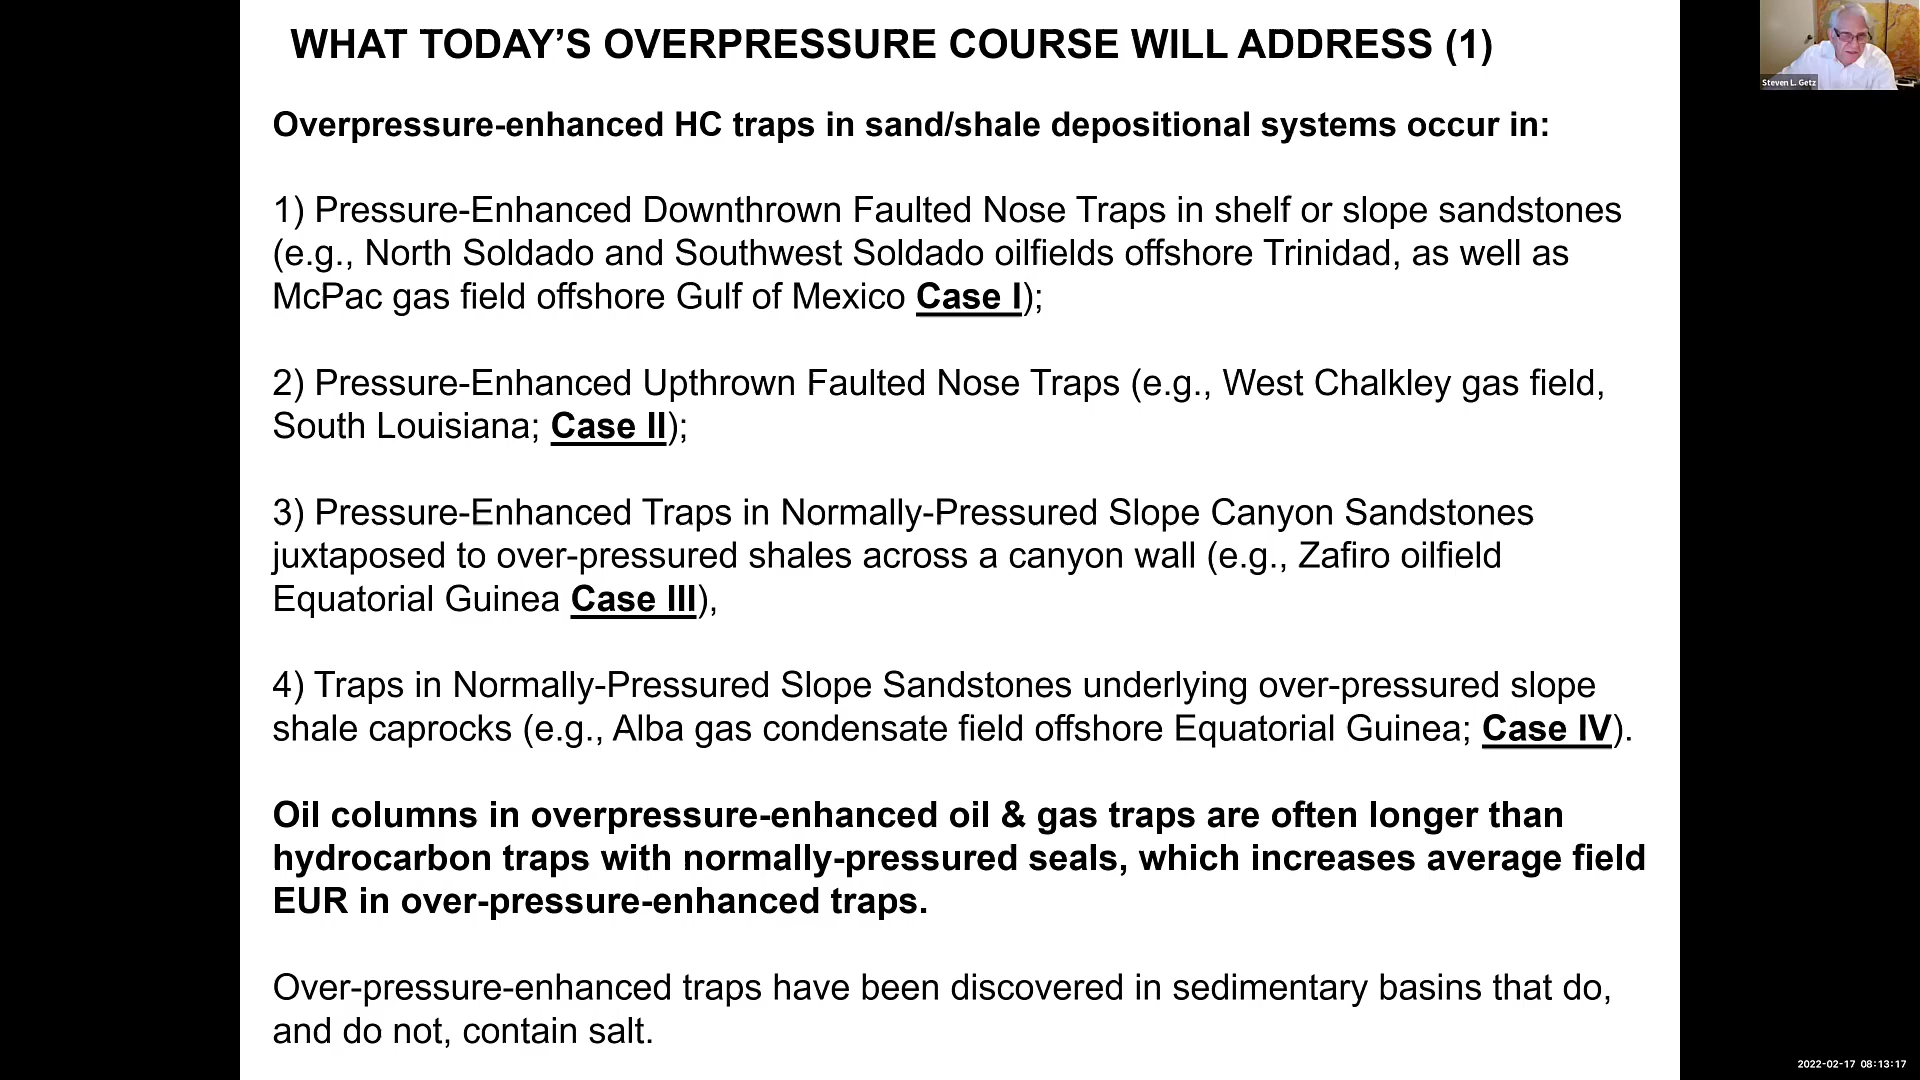 WHAT TODAY’S OVERPRESSURE COURSE WILL ADDRESS (1)
Steven L. Getz
Overpressure-enhanced HC traps in sand/shale depositional systems occur in:
1) Pressure-Enhanced Downthrown Faulted Nose Traps in shelf or slope sandstones
(e.g., North Soldado and Southwest Soldado oilfields offshore Trinidad, as well as
McPac gas field offshore Gulf of Mexico Case I);
2) Pressure-Enhanced Upthrown Faulted Nose Traps (e.g., West Chalkley gas field,
South Louisiana; Case II);
3) Pressure-Enhanced Traps in Normally-Pressured Slope Canyon Sandstones
juxtaposed to over-pressured shales across a canyon wall (e.g., Zafiro oilfield
Equatorial Guinea Case III),
4) Traps in Normally-Pressured Slope Sandstones underlying over-pressured slope
shale caprocks (e.g., Alba gas condensate field offshore Equatorial Guinea; Case IV).
Oil columns in overpressure-enhanced oil & gas traps are often longer than
hydrocarbon traps with normally-pressured seals, which increases average field
EUR in over-pressure-enhanced traps.
Over-pressure-enhanced traps have been discovered in sedimentary basins that do,
and do not, contain salt.
2022-02-17 08:13:17